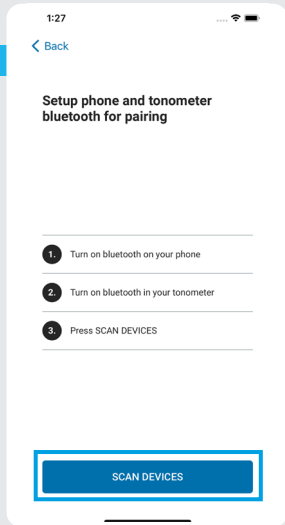 1:27
Back
Setup phone and tonometer
bluetooth for pairing
1. Turn on bluetooth on your phone
2. Turn on bluetooth in your tonometer
3. Press SCAN DEVICES
SCAN DEVICES